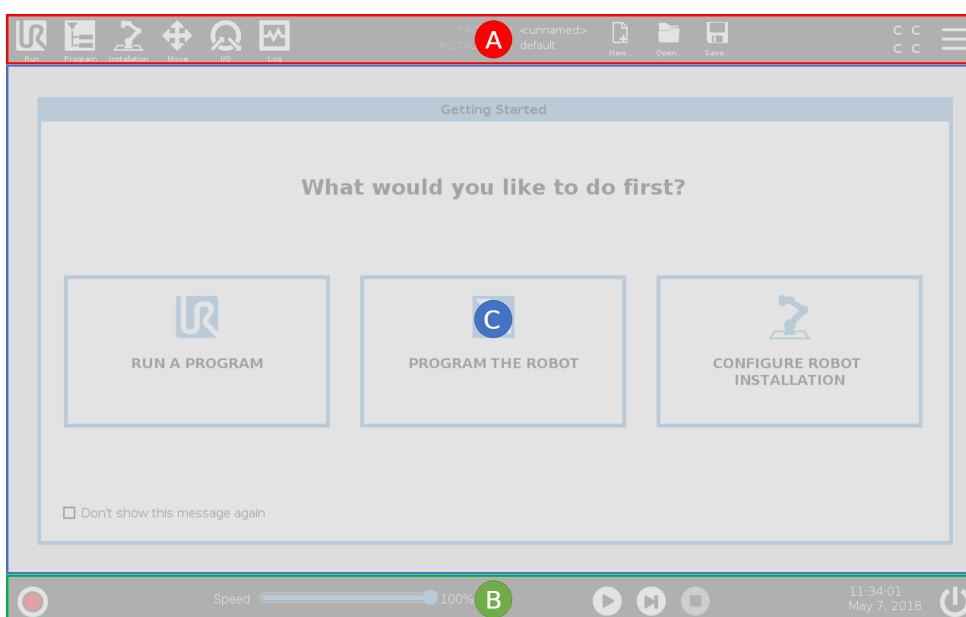 PR
<unnamed>
INSTAL
default
A
C C
C C
Run
Program
Installation
Move
I/O
Log
New...
Open...
Save...
Getting Started
What would you like to do first?
C
RUN A PROGRAM
PROGRAM THE ROBOT
CONFIGURE ROBOT
INSTALLATION
Don't show this message again
Speed
100%
B
11:34:01
May 7, 2018